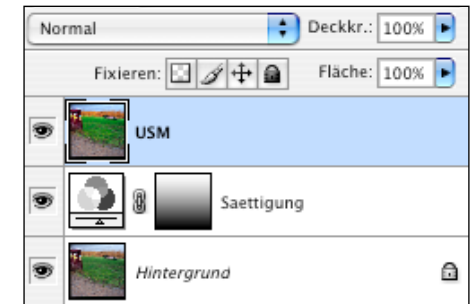 Normal Deckkr.: 100%
Fixieren: Fläche: 100%
USM
Saettigung
Hintergrund